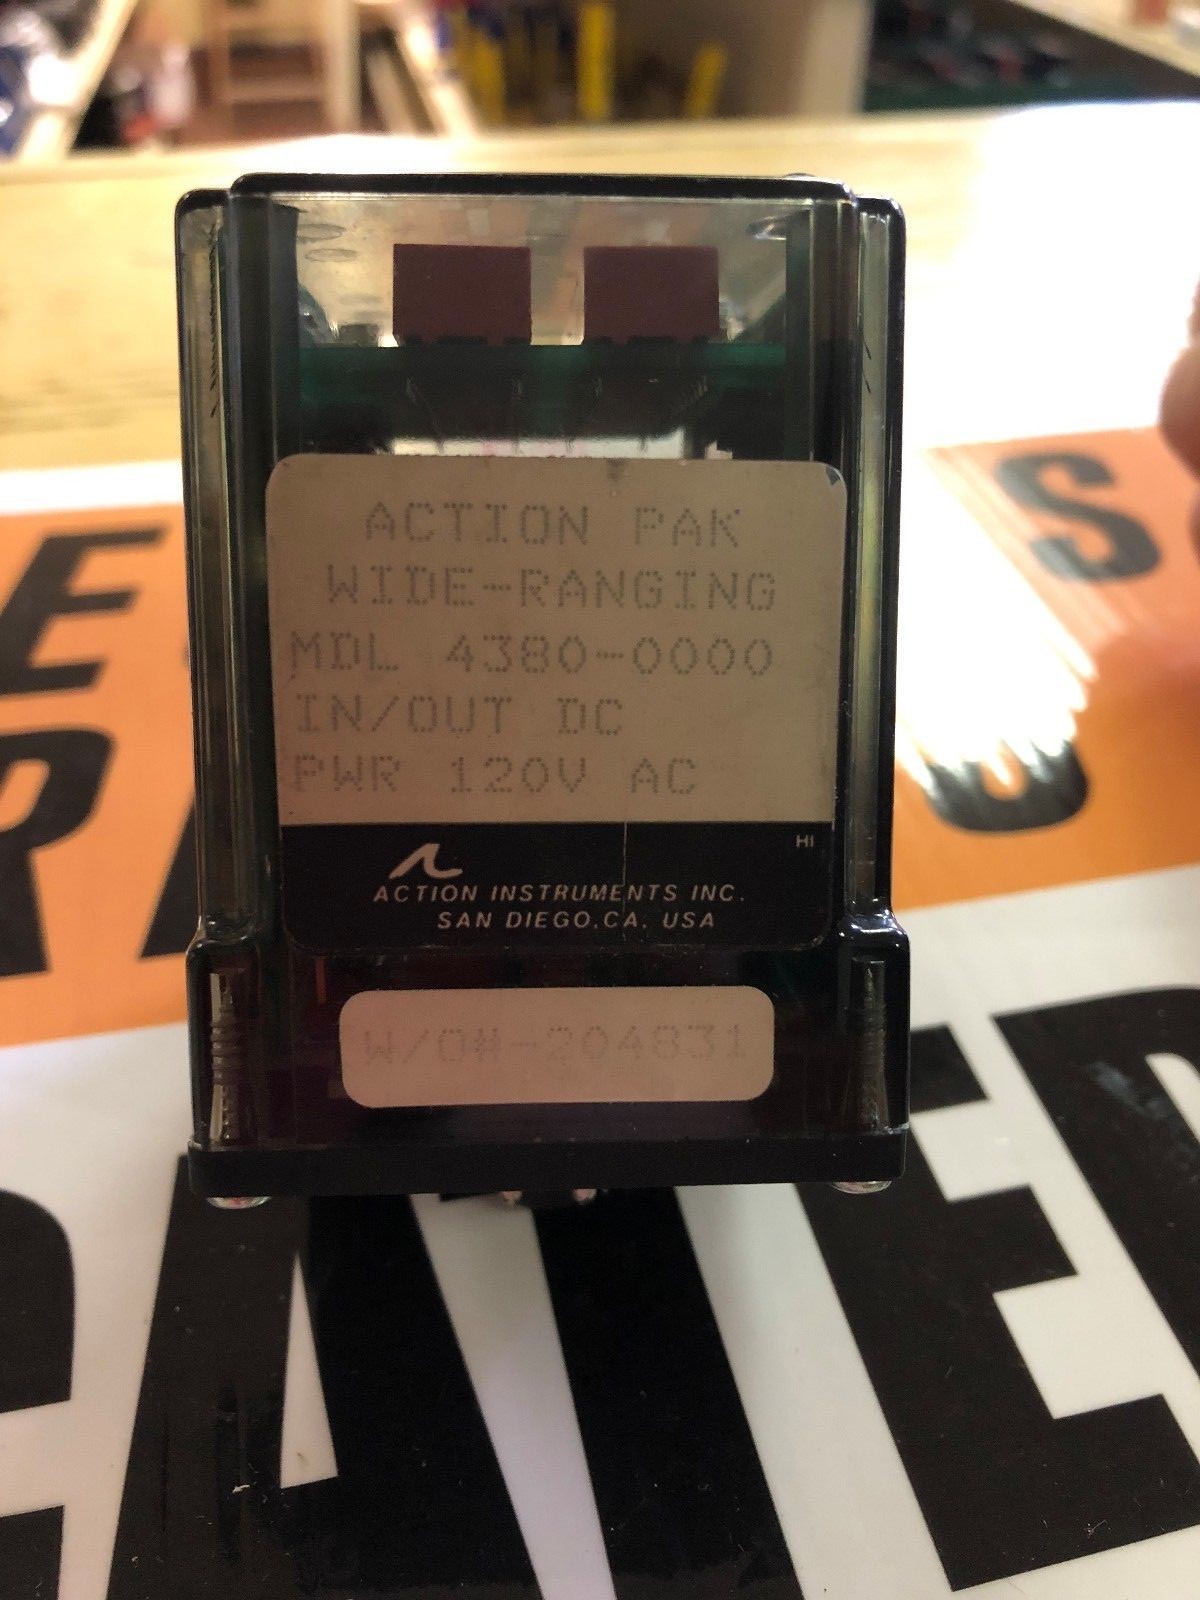 ACTION PAK
WIDE-RANGING
MDL 4380-0000
IN/OUT DC
PWR 120V AC
HI
ACTION INSTRUMENTS INC.
SAN DIEGO, CA. USA
W/O#-204831